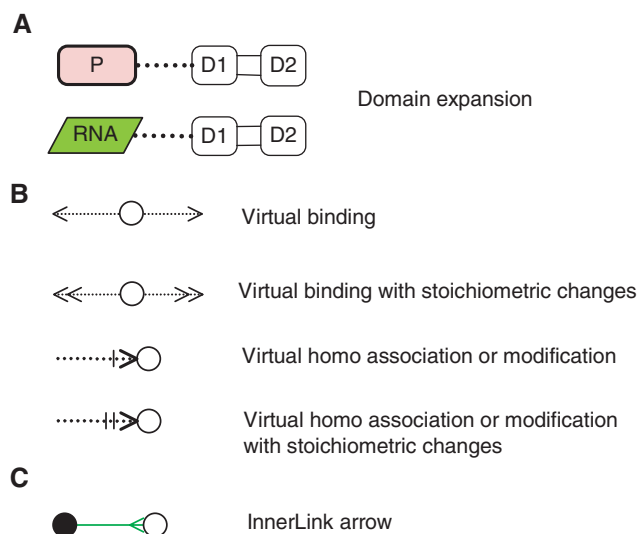 A
P D1 D2
Domain expansion
RNA D1 D2
B
Virtual binding
Virtual binding with stoichiometric changes
Virtual homo association or modification
Virtual homo association or modification
with stoichiometric changes
C
InnerLink arrow